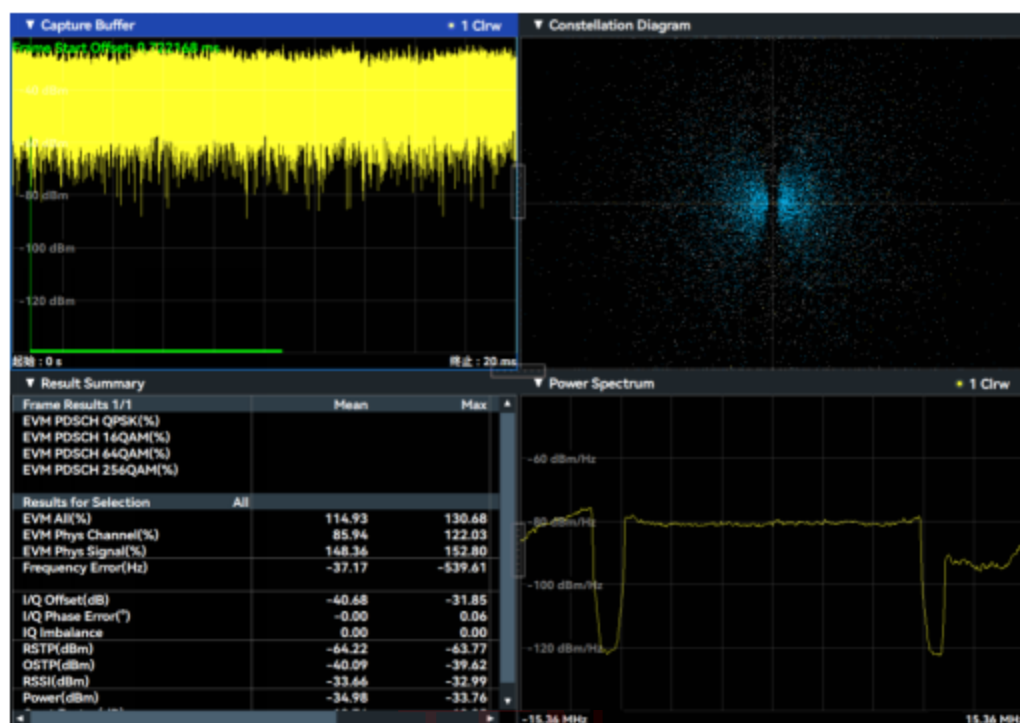 ▼ Capture Buffer
• 1 Clrw
Frame Start Offset: ms
-80 dBm
-100 dBm
-120 dBm
起始 : 0 s
终止 : 20 ms
▼ Constellation Diagram
▼ Result Summary
Frame Results 1/1 Mean Max
EVM PDSCH QPSK(%)
EVM PDSCH 16QAM(%)
EVM PDSCH 64QAM(%)
EVM PDSCH 256QAM(%)
Results for Selection All
EVM All(%) 114.93 130.68
EVM Phys Channel(%) 85.94 122.03
EVM Phys Signal(%) 148.36 152.80
Frequency Error(Hz) -37.17 -539.61
I/Q Offset(dB) -40.68 -31.85
I/Q Phase Error(°) -0.00 0.06
IQ Imbalance 0.00 0.00
RSTP(dBm) -64.22 -63.77
OSTP(dBm) -40.09 -39.62
RSSI(dBm) -33.66 -32.99
Power(dBm) -34.98 -33.76
▼ Power Spectrum
• 1 Clrw
-60 dBm/Hz
-80 dBm/Hz
-100 dBm/Hz
-120 dBm/Hz
-15.36 MHz
15.36 MHz